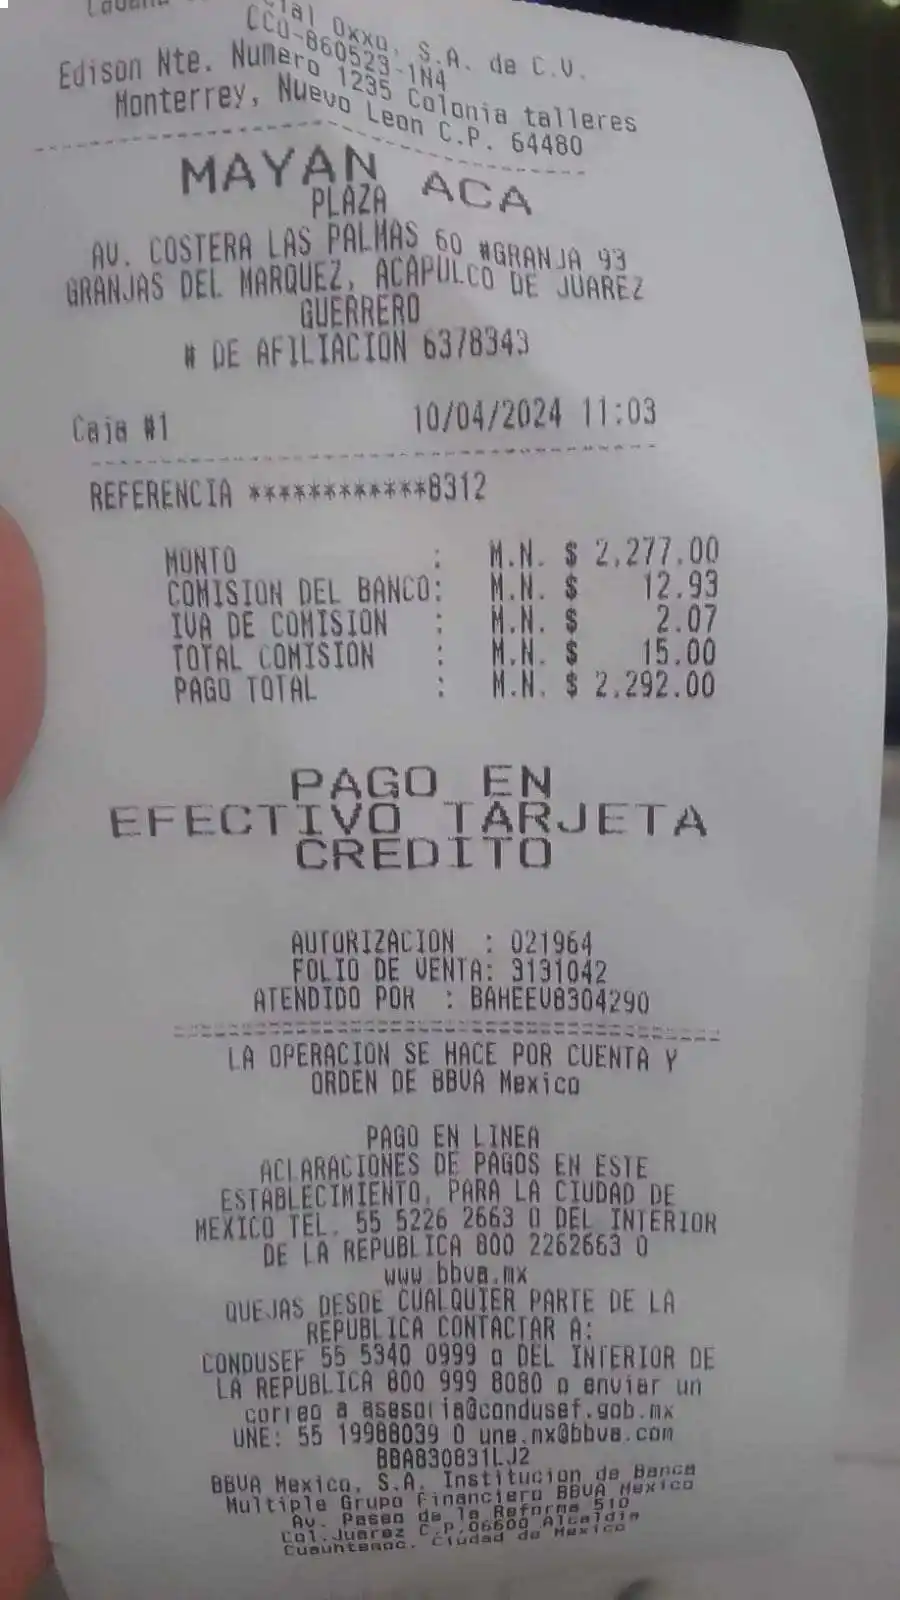 ial Oxxo, S.A. de C.V.
CCO-860523-1N4
Edison Nte. Numero 1235 Colonia talleres
Monterrey, Nuevo Leon C.P. 64480
MAYAN ACA
PLAZA
AV. COSTERA LAS PALMAS 60 #GRANJA 93
GRANJAS DEL MARQUEZ, ACAPULCO DE JUAREZ
GUERRERO
# DE AFILIACION 6378343
Caja #1 10/04/2024 11:03
REFERENCIA ************8312
MONTO : M.N. $ 2,277.00
COMISION DEL BANCO: M.N. $ 12.93
IVA DE COMISION : M.N. $ 2.07
TOTAL COMISION : M.N. $ 15.00
PAGO TOTAL : M.N. $ 2,292.00
PAGO EN
EFECTIVO TARJETA
CREDITO
AUTORIZACION : 021964
FOLIO DE VENTA: 3131042
ATENDIDO POR : BAHEEV8304290
LA OPERACION SE HACE POR CUENTA Y
ORDEN DE BBVA Mexico
PAGO EN LINEA
ACLARACIONES DE PAGOS EN ESTE
ESTABLECIMIENTO, PARA LA CIUDAD DE
MEXICO TEL. 55 5226 2663 O DEL INTERIOR
DE LA REPUBLICA 800 2262663 O
www.bbva.mx
QUEJAS DESDE CUALQUIER PARTE DE LA
REPUBLICA CONTACTAR A:
CONDUSEF 55 5340 0999 o DEL INTERIOR DE
LA REPUBLICA 800 999 8080 o enviar un
correo a asesoria@condusef.gob.mx
UNE: 55 19988039 O une.mx@bbva.com
BBA830831LJ2
BBVA Mexico, S.A. Institucion de Banca
Multiple Grupo Financiero BBVA Mexico
Av. Paseo de la Reforma 510
Col.Juarez C.P.06600 Alcaldia
Cuauhtemoc. Ciudad de Mexico